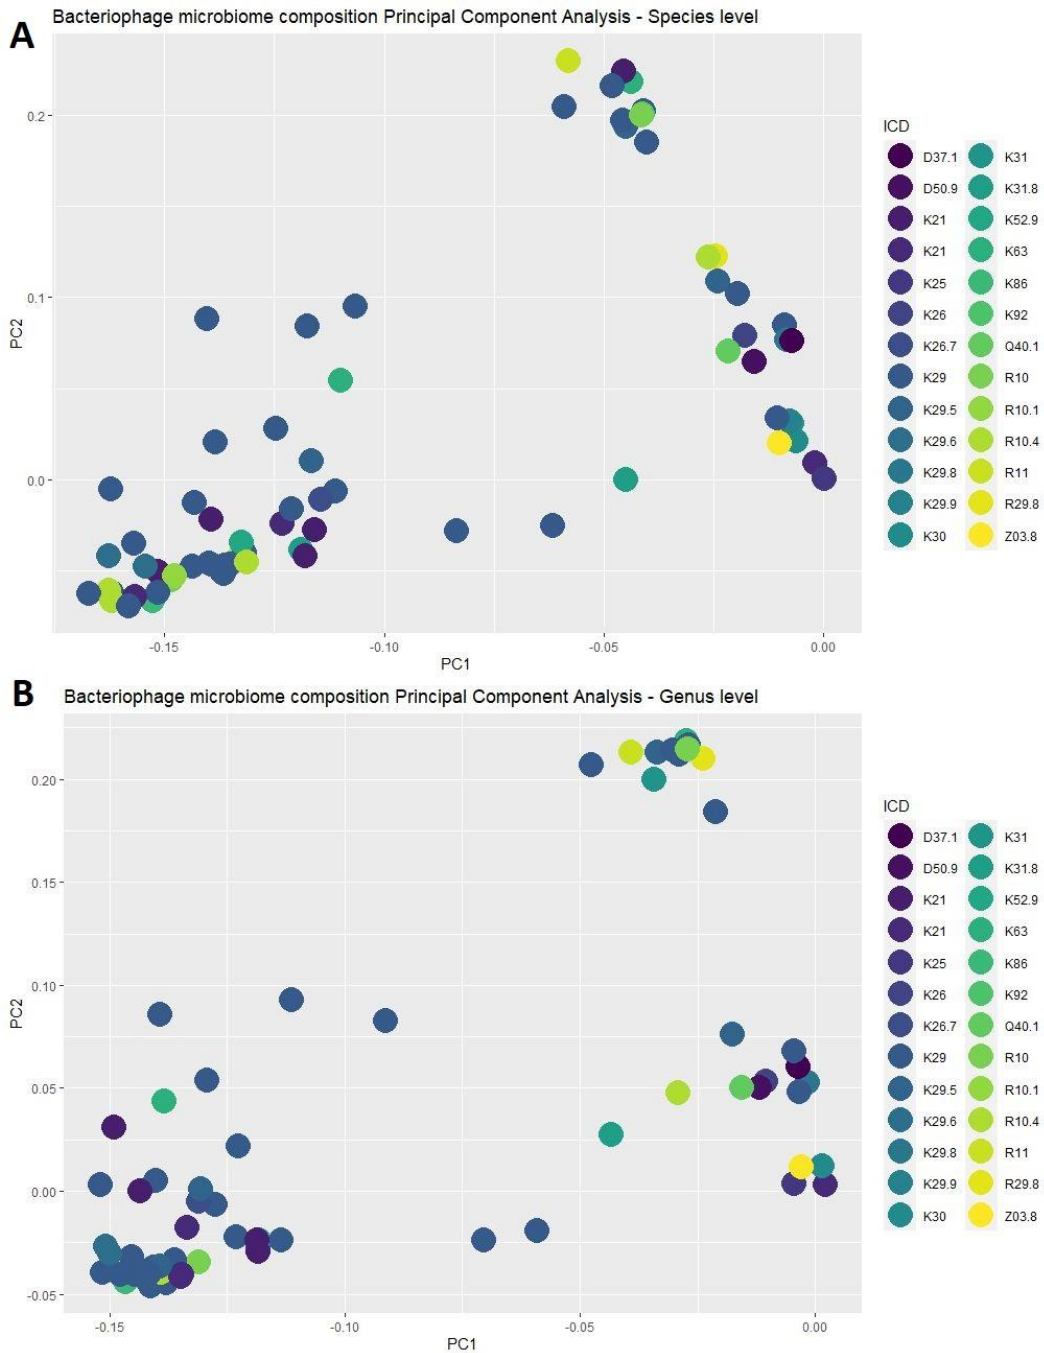 A
Bacteriophage microbiome composition Principal Component Analysis - Species level
PC2
0.2
0.1
0.0
-0.15 -0.10 -0.05 0.00
PC1
ICD
D37.1 K31
D50.9 K31.8
K21 K52.9
K21 K63
K25 K86
K26 K92
K26.7 Q40.1
K29 R10
K29.5 R10.1
K29.6 R10.4
K29.8 R11
K29.9 R29.8
K30 Z03.8
B
Bacteriophage microbiome composition Principal Component Analysis - Genus level
PC2
0.20
0.15
0.10
0.05
0.00
-0.05
-0.15 -0.10 -0.05 0.00
PC1
ICD
D37.1 K31
D50.9 K31.8
K21 K52.9
K21 K63
K25 K86
K26 K92
K26.7 Q40.1
K29 R10
K29.5 R10.1
K29.6 R10.4
K29.8 R11
K29.9 R29.8
K30 Z03.8